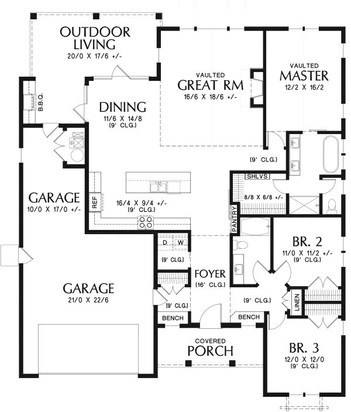 OUTDOOR
LIVING
20/0 X 17/6 +/-
B.B.Q.
VAULTED
GREAT RM
16/6 X 18/6 +/-
VAULTED
MASTER
12/2 X 16/2
DINING
11/6 X 14/8
(9' CLG.)
(9' CLG.)
GARAGE
10/0 X 17/0 +/-
REF
16/4 X 9/4 +/-
(9' CLG.)
PANTRY
SHLVS
6/8 X 6/8 +/-
D W
(9' CLG.)
BR. 2
11/0 X 11/2 +/-
(9' CLG.)
FOYER
(16' CLG.)
GARAGE
21/0 X 22/6
(9' CLG.)
(9' CLG.)
LINEN
BENCH
BENCH
COVERED
PORCH
BR. 3
12/0 X 12/0
(9' CLG.)